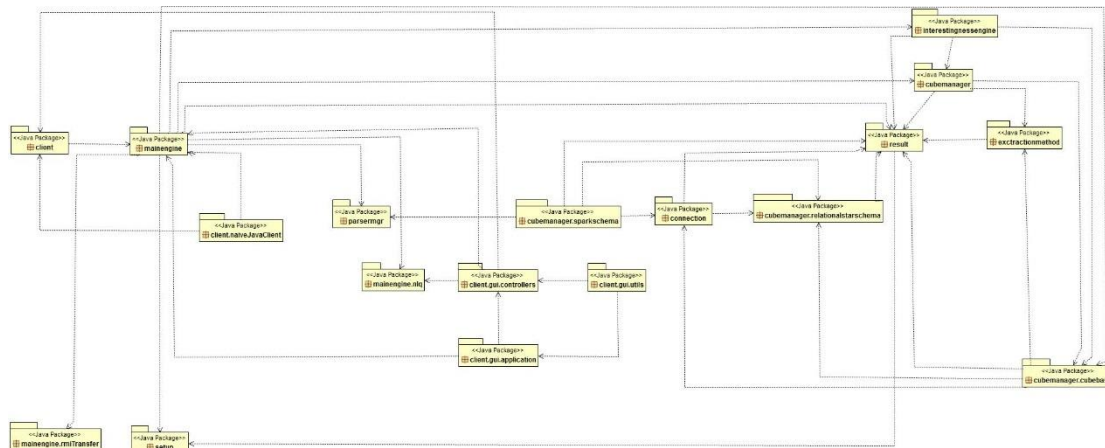 <<Java Package>>
interestingnessengine
<<Java Package>>
cubemanager
<<Java Package>>
client
<<Java Package>>
mainengine
<<Java Package>>
result
<<Java Package>>
exctractionmethod
<<Java Package>>
client.naiveJavaClient
<<Java Package>>
parsermgr
<<Java Package>>
cubemanager.sparkschema
<<Java Package>>
connection
<<Java Package>>
cubemanager.relationalstarschema
<<Java Package>>
mainengine.nlq
<<Java Package>>
client.gui.controllers
<<Java Package>>
client.gui.utils
<<Java Package>>
client.gui.application
<<Java Package>>
cubemanager.cubebas
<<Java Package>>
mainengine.rmiTransfer
<<Java Package>>
setup